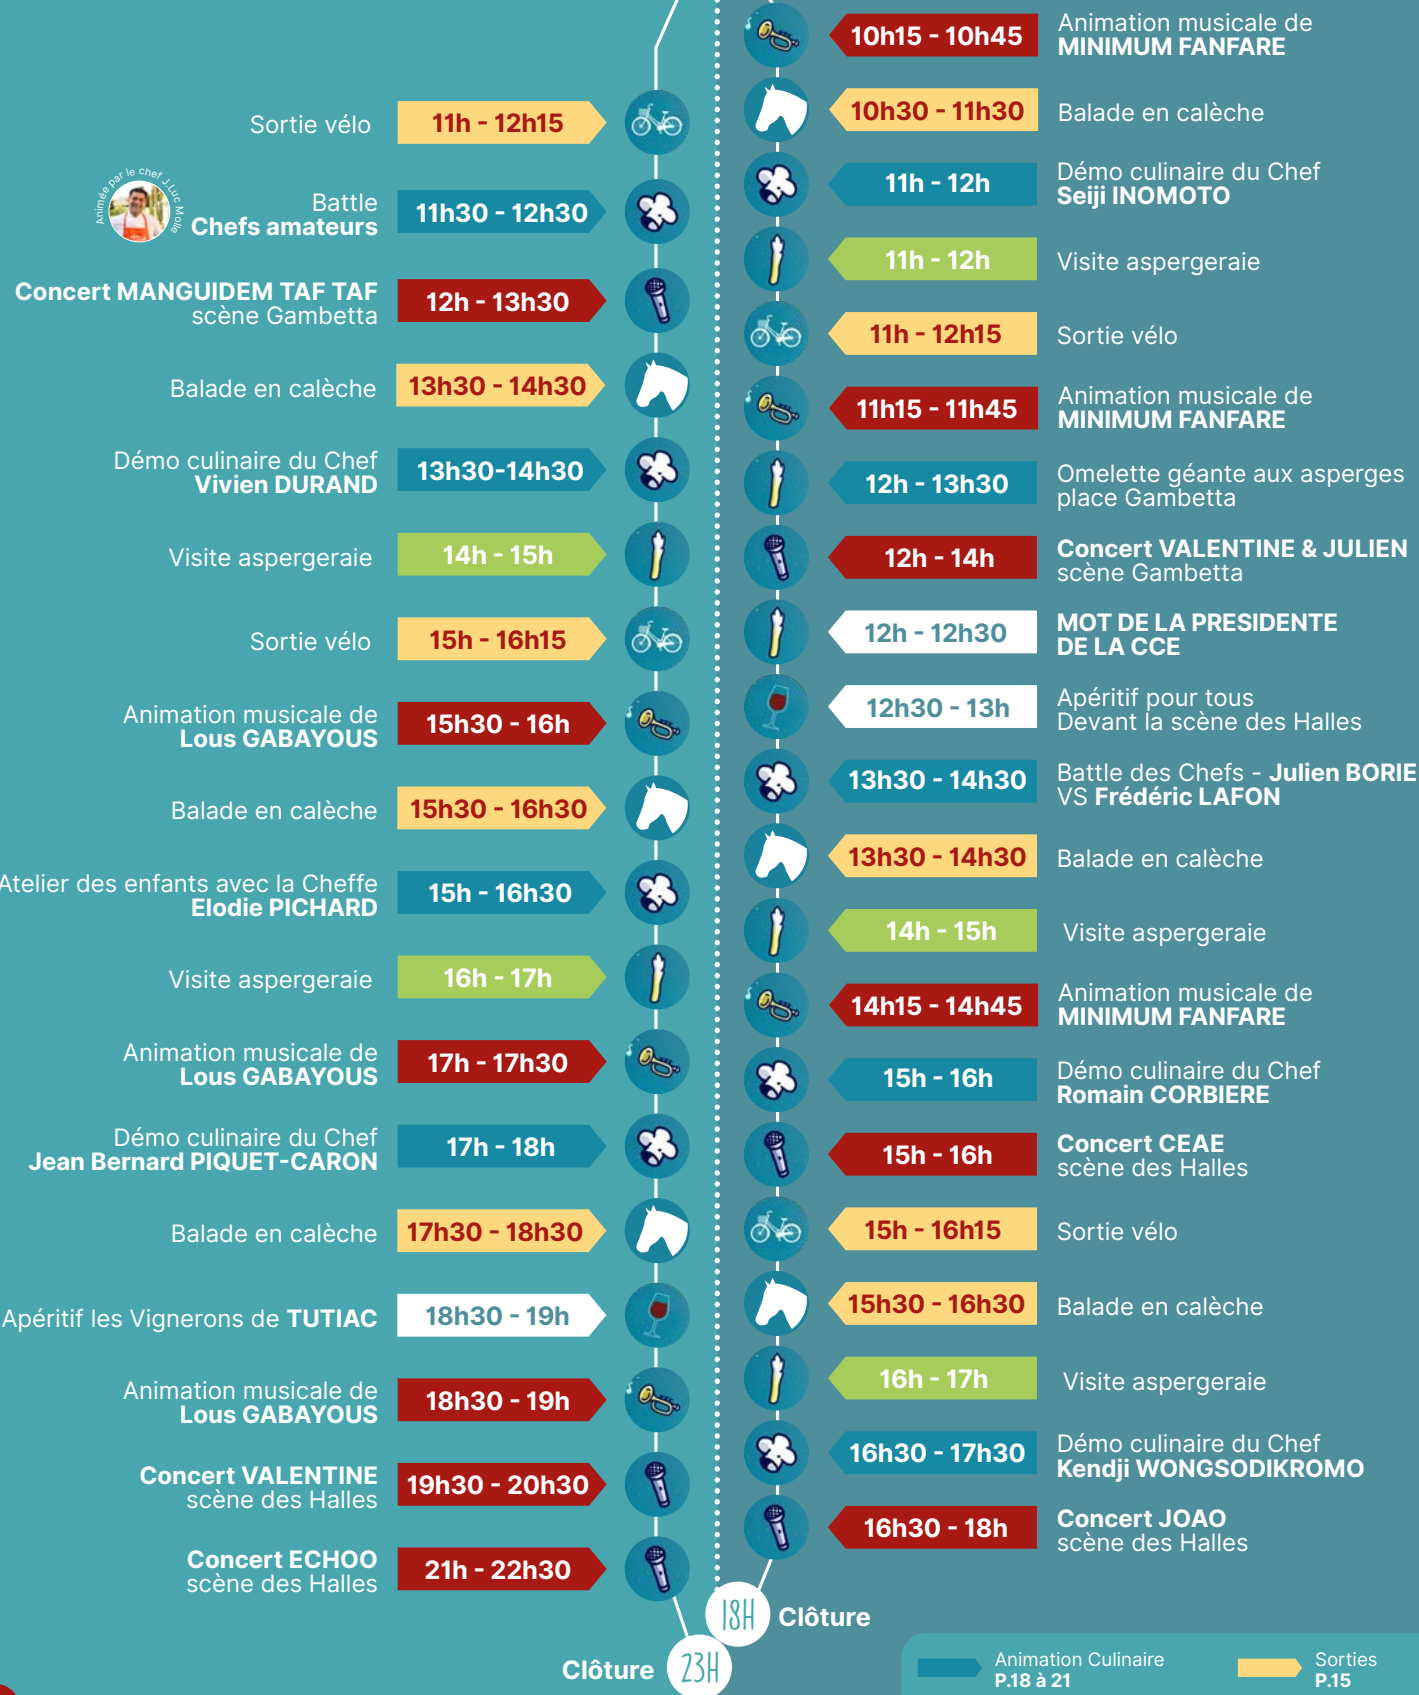 Sortie vélo
11h - 12h15
Animée par le chef J.Luc Molle
Battle
Chefs amateurs
11h30 - 12h30
Concert MANGUIDEM TAF TAF
scène Gambetta
12h - 13h30
Balade en calèche
13h30 - 14h30
Démo culinaire du Chef
Vivien DURAND
13h30-14h30
Visite aspergeraie
14h - 15h
Sortie vélo
15h - 16h15
Animation musicale de
Lous GABAYOUS
15h30 - 16h
Balade en calèche
15h30 - 16h30
Atelier des enfants avec la Cheffe
Elodie PICHARD
15h - 16h30
Visite aspergeraie
16h - 17h
Animation musicale de
Lous GABAYOUS
17h - 17h30
Démo culinaire du Chef
Jean Bernard PIQUET-CARON
17h - 18h
Balade en calèche
17h30 - 18h30
Apéritif les Vignerons de TUTIAC
18h30 - 19h
Animation musicale de
Lous GABAYOUS
18h30 - 19h
Concert VALENTINE
scène des Halles
19h30 - 20h30
Concert ECHOO
scène des Halles
21h - 22h30
Clôture
23H
10h15 - 10h45
Animation musicale de
MINIMUM FANFARE
10h30 - 11h30
Balade en calèche
11h - 12h
Démo culinaire du Chef
Seiji INOMOTO
11h - 12h
Visite aspergeraie
11h - 12h15
Sortie vélo
11h15 - 11h45
Animation musicale de
MINIMUM FANFARE
12h - 13h30
Omelette géante aux asperges
place Gambetta
12h - 14h
Concert VALENTINE & JULIEN
scène Gambetta
12h - 12h30
MOT DE LA PRESIDENTE
DE LA CCE
12h30 - 13h
Apéritif pour tous
Devant la scène des Halles
13h30 - 14h30
Battle des Chefs - Julien BORIE
VS Frédéric LAFON
13h30 - 14h30
Balade en calèche
14h - 15h
Visite aspergeraie
14h15 - 14h45
Animation musicale de
MINIMUM FANFARE
15h - 16h
Démo culinaire du Chef
Romain CORBIERE
15h - 16h
Concert CEAE
scène des Halles
15h - 16h15
Sortie vélo
15h30 - 16h30
Balade en calèche
16h - 17h
Visite aspergeraie
16h30 - 17h30
Démo culinaire du Chef
Kendji WONGSODIKROMO
16h30 - 18h
Concert JOAO
scène des Halles
18H
Clôture
Animation Culinaire
P.18 à 21
Sorties
P.15